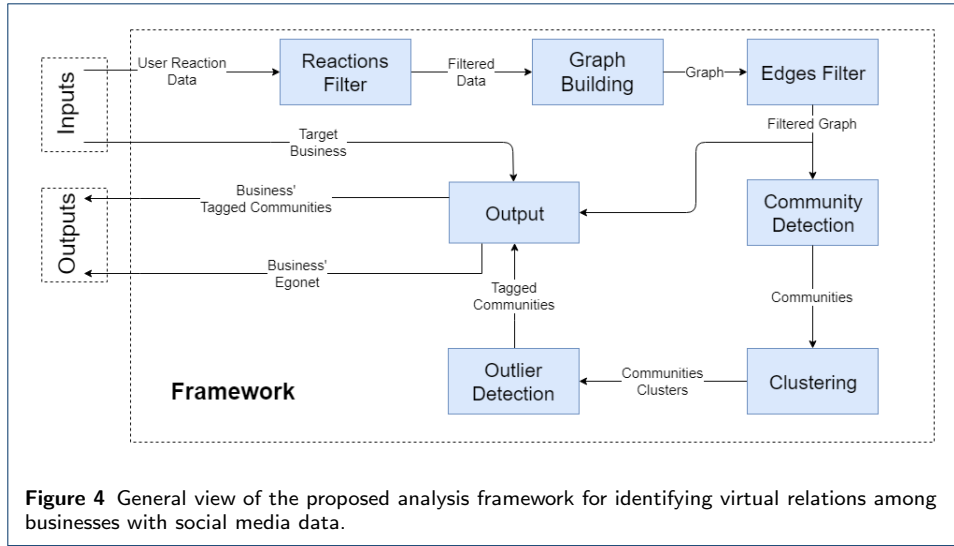 Inputs
User Reaction
Data
Reactions
Filter
Filtered
Data
Graph
Building
Graph
Edges Filter
Filtered Graph
Target
Business
Outputs
Business'
Tagged Communities
Output
Community
Detection
Business'
Egonet
Tagged
Communities
Communities
Framework
Outlier
Detection
Communities
Clusters
Clustering
Figure 4 General view of the proposed analysis framework for identifying virtual relations among
businesses with social media data.